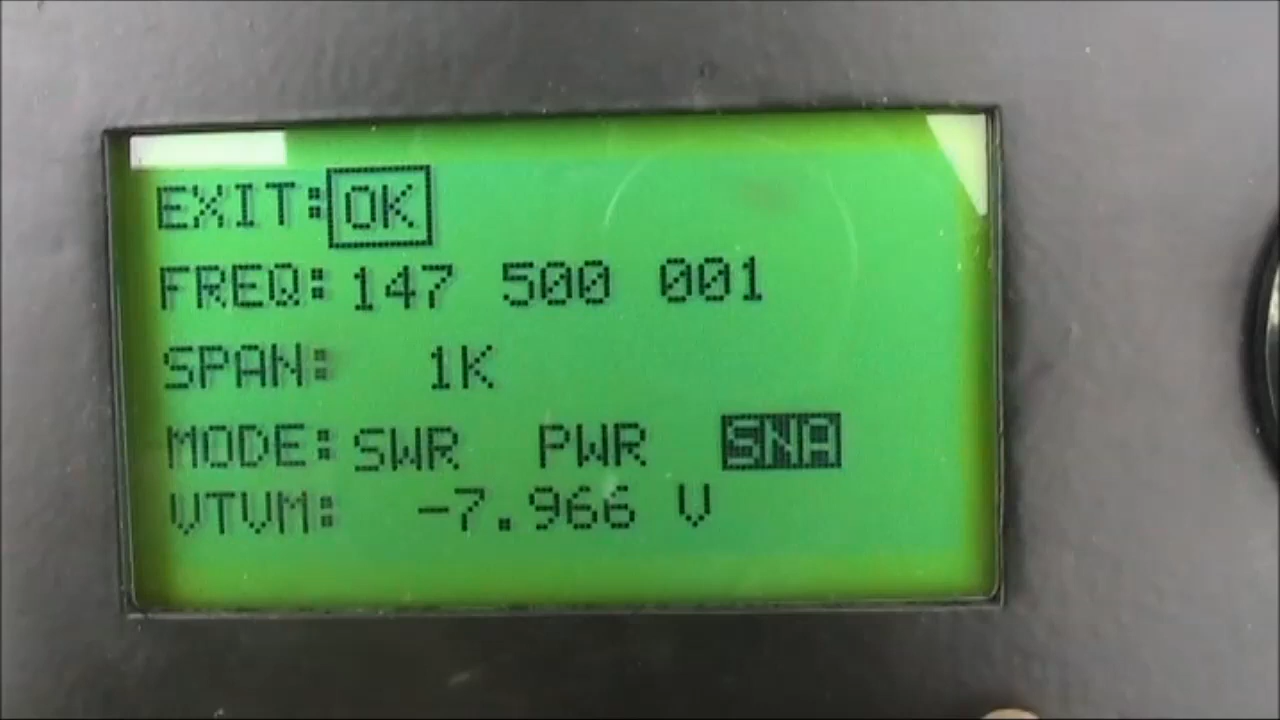 EXIT: OK
FREQ: 147 500 001
SPAN: 1K
MODE: SWR PWR SNA
VTVM: -7.966 V